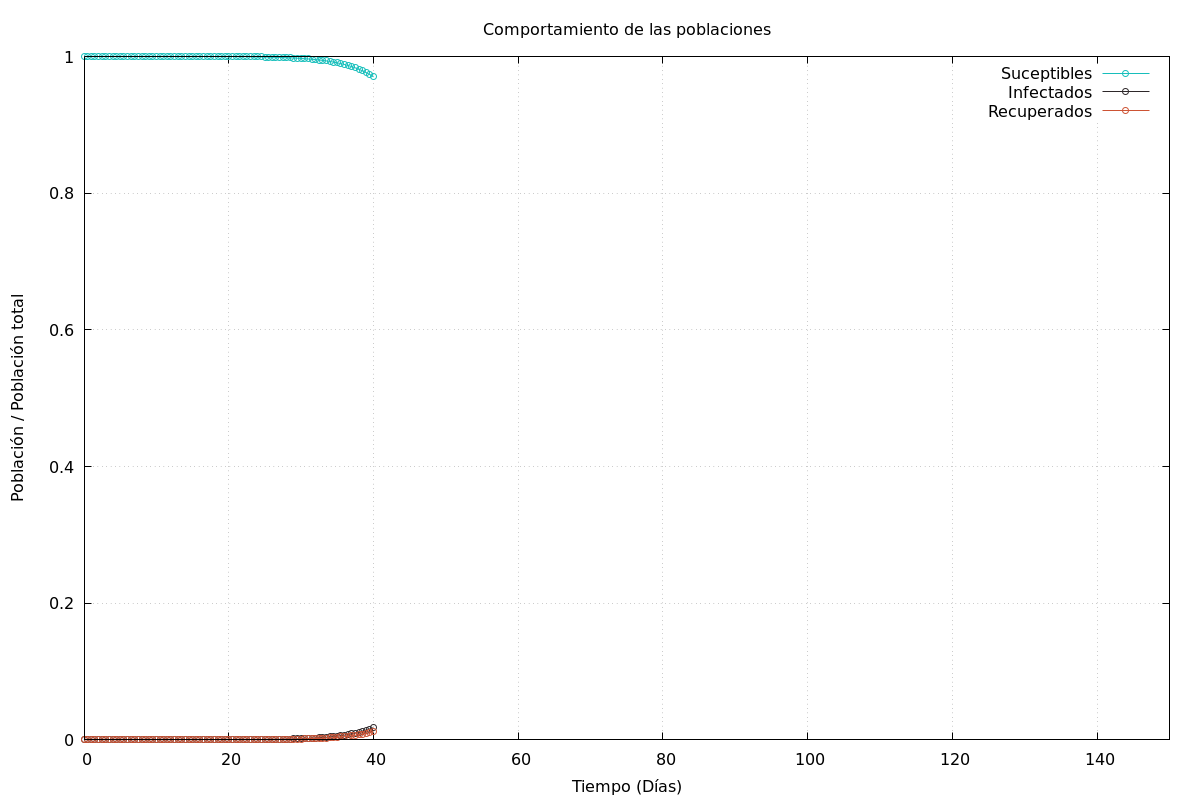 Comportamiento de las poblaciones
Suceptibles
Infectados
Recuperados
1
0.8
0.6
0.4
0.2
0
Población / Población total
0 20 40 60 80 100 120 140
Tiempo (Días)